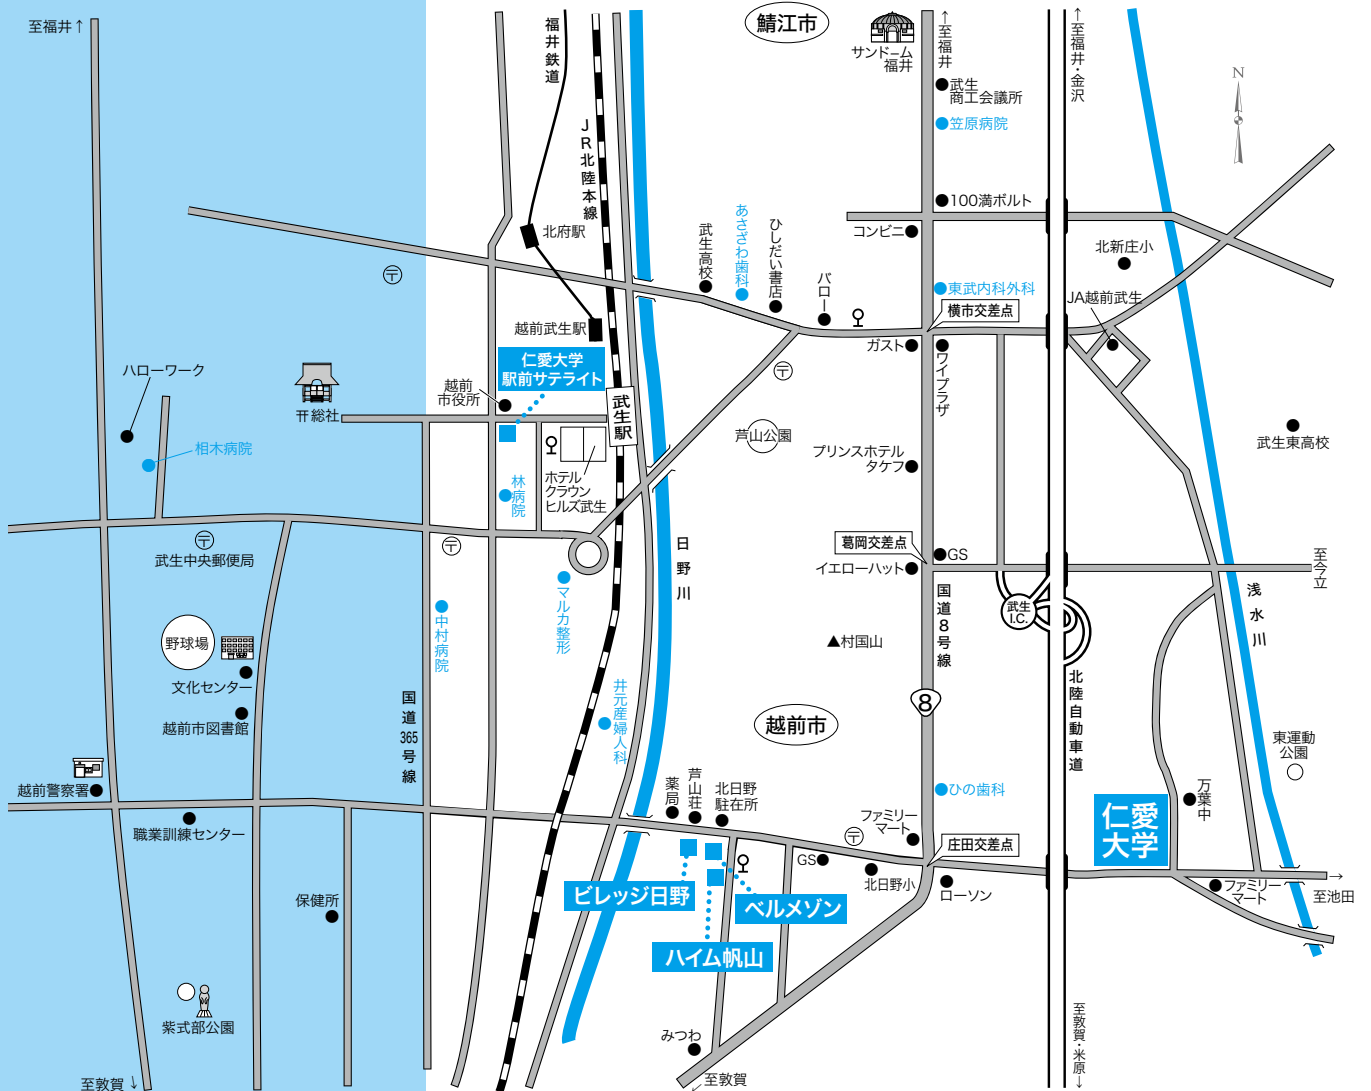 至福井↑
福井鉄道
JR北陸本線
鯖江市
サンドーム
福井
↑至福井
↑至福井・金沢
武生
商工会議所
笠原病院
N
100満ボルト
コンビニ
北府駅
武生高校
あさざわ歯科
ひしだい書店
バロー
東武内科外科
横市交差点
北新庄小
JA越前武生
〒
越前武生駅
仁愛大学
駅前サテライト
ガスト
ワイプラザ
〒
ハローワーク
〒総社
越前
市役所
武生駅
相木病院
芦山公園
プリンスホテル
タケフ
武生東高校
林病院
ホテル
クラウン
ヒルズ武生
〒
武生中央郵便局
〒
日野川
葛岡交差点
GS
イエローハット
至今立
マルカ整形
中村病院
国道8号線
武生
I.C.
浅水川
野球場
文化センター
▲村国山
越前市図書館
国道365号線
井元産婦人科
8
越前市
北陸自動車道
東運動
公園
越前警察署
職業訓練センター
薬局
芦山荘
北日野
駐在所
ひの歯科
ファミリー
マート
〒
庄田交差点
仁愛
大学
万葉中
GS
北日野小
ローソン
ファミリー
マート
→
至池田
ビレッジ日野
ベルメゾン
ハイム帆山
保健所
紫式部公園
みつわ
至敦賀↓
↙至敦賀
至敦賀・米原↓